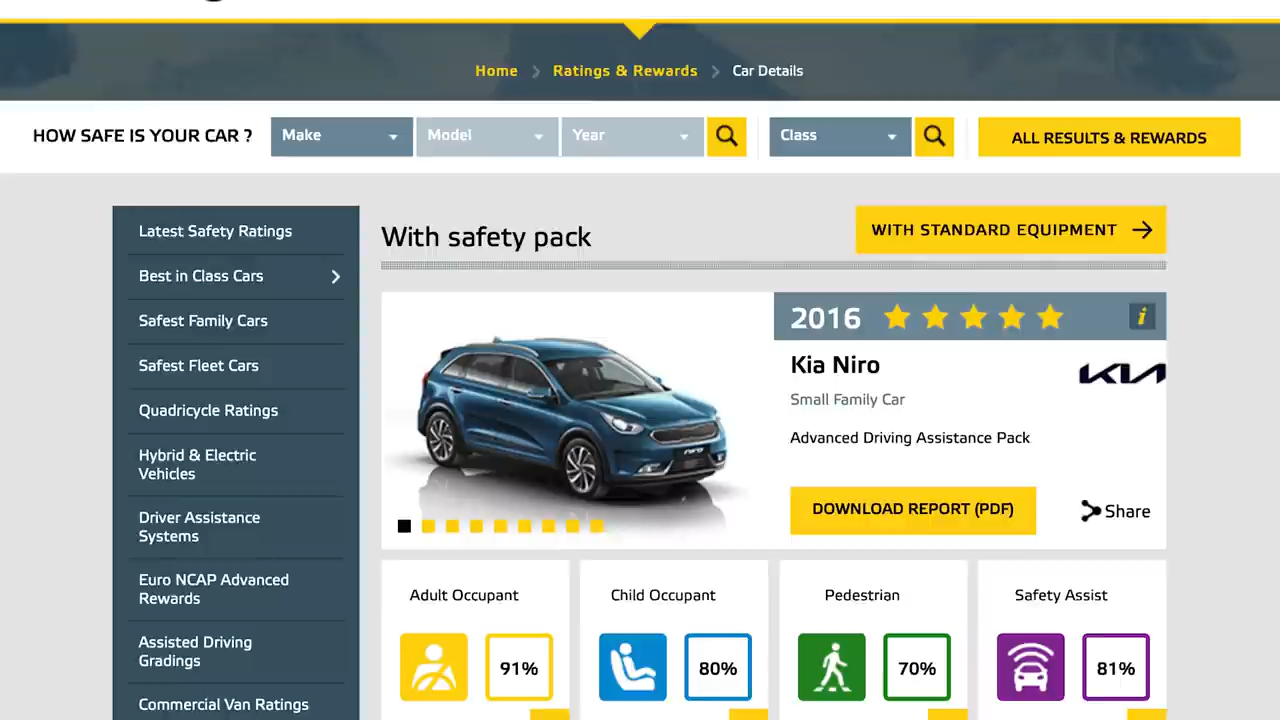 Home
Ratings & Rewards
Car Details
HOW SAFE IS YOUR CAR ?
Make
Model
Year
Class
ALL RESULTS & REWARDS
Latest Safety Ratings
Best in Class Cars
Safest Family Cars
Safest Fleet Cars
Quadricycle Ratings
Hybrid & Electric
Vehicles
Driver Assistance
Systems
Euro NCAP Advanced
Rewards
Assisted Driving
Gradings
Commercial Van Ratings
With safety pack
WITH STANDARD EQUIPMENT
2016
i
Kia Niro
KIA
Small Family Car
Advanced Driving Assistance Pack
niro
DOWNLOAD REPORT (PDF)
Share
Adult Occupant
91%
Child Occupant
80%
Pedestrian
70%
Safety Assist
81%